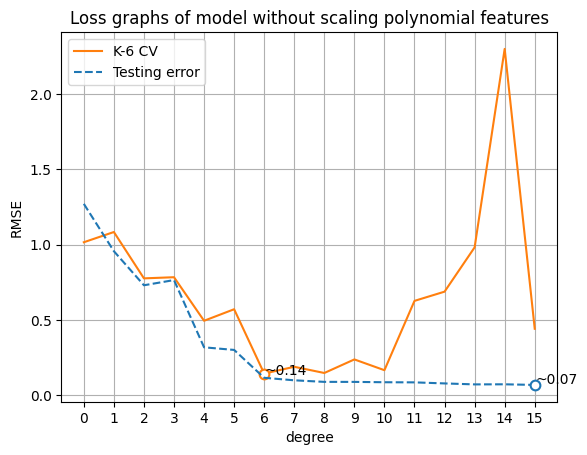 Loss graphs of model without scaling polynomial features
K-6 CV
Testing error
RMSE
2.0
1.5
1.0
0.5
0.0
~0.14
~0.07
0 1 2 3 4 5 6 7 8 9 10 11 12 13 14 15
degree